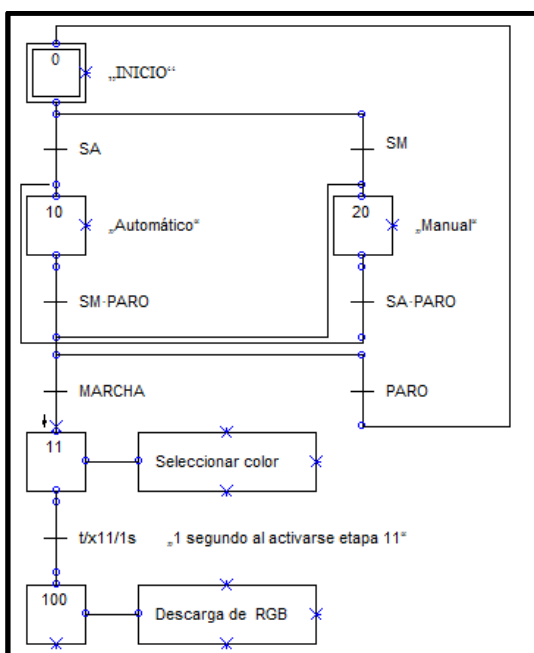 0
„INICIO“
SA
SM
10
„Automático“
20
„Manual“
SM·PARO
SA·PARO
MARCHA
PARO
11
Seleccionar color
t/x11/1s „1 segundo al activarse etapa 11“
100
Descarga de RGB